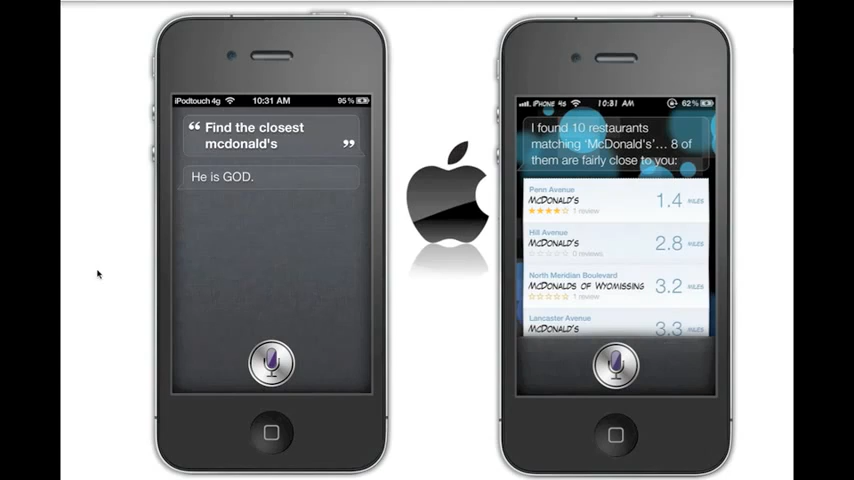 iPodtouch 4g 10:31 AM 95%
“ Find the closest
mcdonald's ”
He is GOD.
iPhone 4s 10:31 AM 62%
I found 10 restaurants
matching ‘McDonald's’... 8 of
them are fairly close to you:
Penn Avenue
McDonald's 1.4 MILES
1 review
Hill Avenue
McDonald's 2.8 MILES
0 reviews
North Meridian Boulevard
McDonalds of Wyomissing 3.2 MILES
1 review
Lancaster Avenue
McDonald's 3.3 MILES